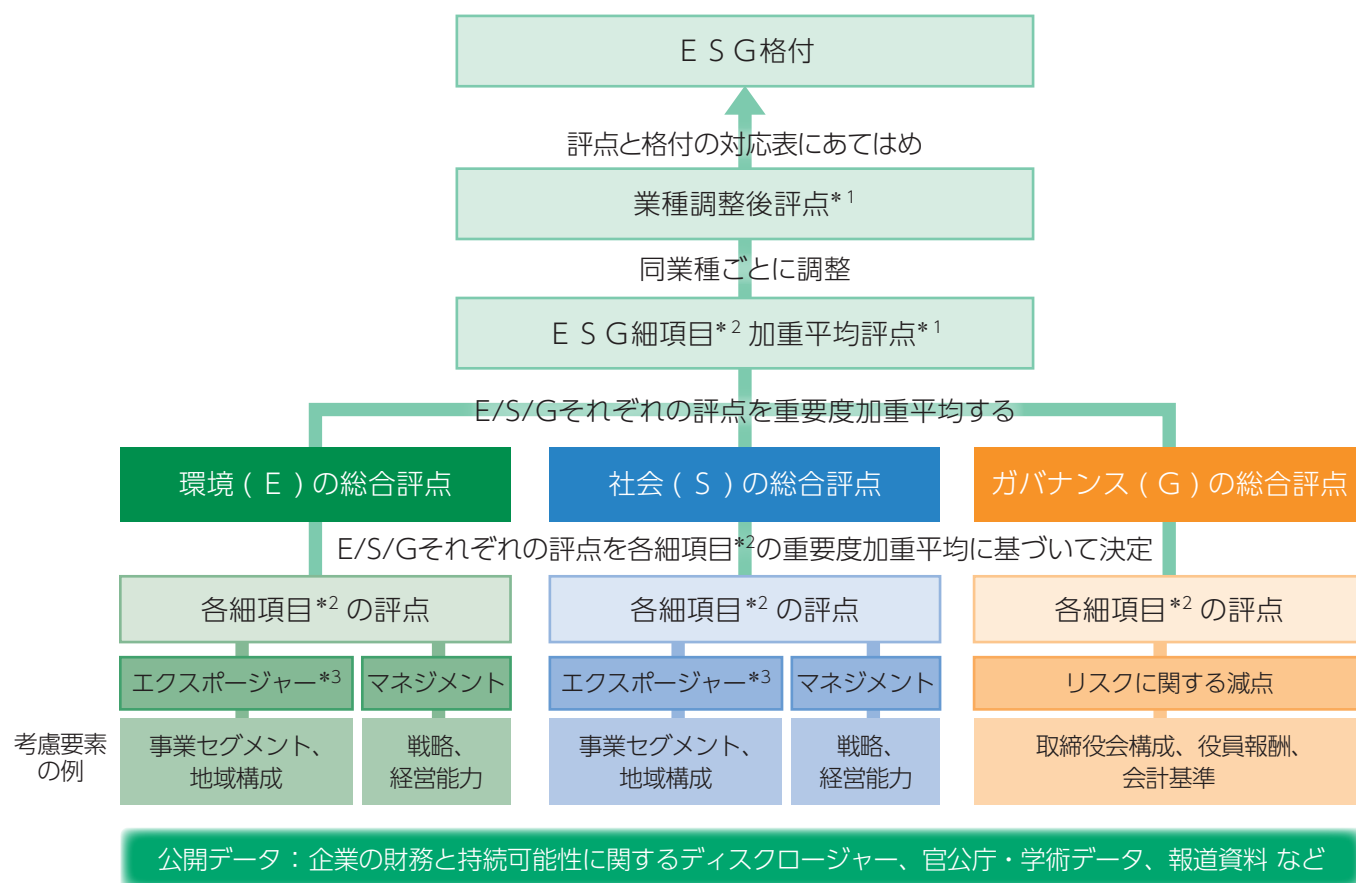 ＥＳＧ格付
評点と格付の対応表にあてはめ
業種調整後評点*1
同業種ごとに調整
ＥＳＧ細項目*2 加重平均評点*1
E/S/Gそれぞれの評点を重要度加重平均する
環境(Ｅ)の総合評点
社会(Ｓ)の総合評点
ガバナンス(Ｇ)の総合評点
E/S/Gそれぞれの評点を各細項目*2の重要度加重平均に基づいて決定
各細項目*2 の評点
各細項目*2 の評点
各細項目*2 の評点
エクスポージャー*3
マネジメント
エクスポージャー*3
マネジメント
リスクに関する減点
考慮要素
の例
事業セグメント、
地域構成
戦略、
経営能力
事業セグメント、
地域構成
戦略、
経営能力
取締役会構成、役員報酬、
会計基準
公開データ：企業の財務と持続可能性に関するディスクロージャー、官公庁・学術データ、報道資料 など